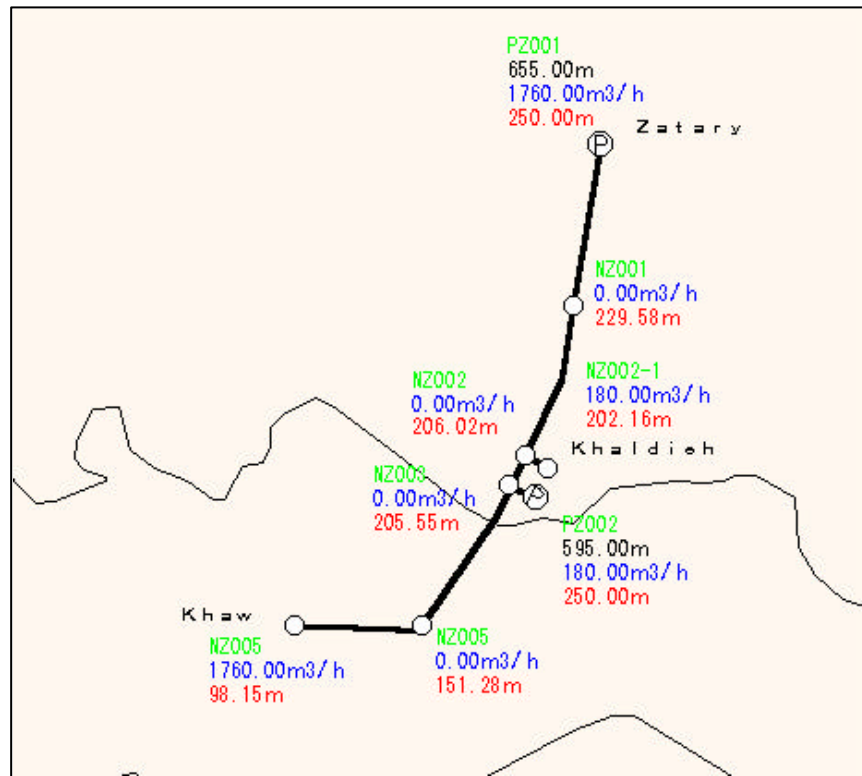 PZ001
655.00m
1760.00m3/h
250.00m
Zatary
P
NZ001
0.00m3/h
229.58m
NZ002
0.00m3/h
206.02m
NZ002-1
180.00m3/h
202.16m
Khaldieh
NZ003
0.00m3/h
205.55m
P
PZ002
595.00m
180.00m3/h
250.00m
Khaw
NZ005
1760.00m3/h
98.15m
NZ005
0.00m3/h
151.28m